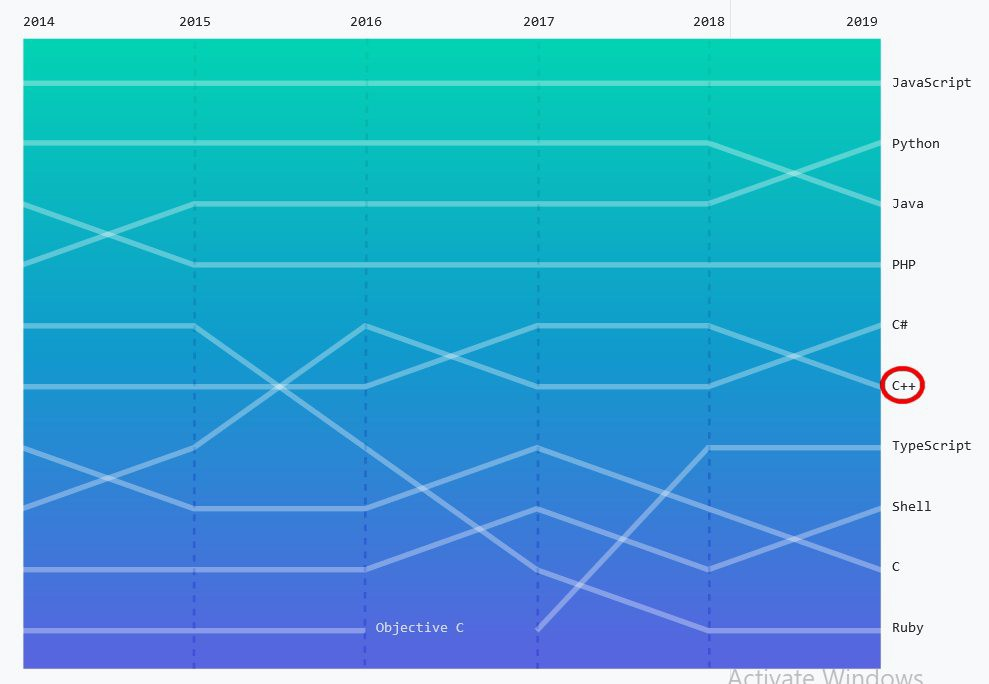 2014 2015 2016 2017 2018 2019
JavaScript
Python
Java
PHP
C#
C++
TypeScript
Shell
C
Objective C
Ruby
Activate Windows